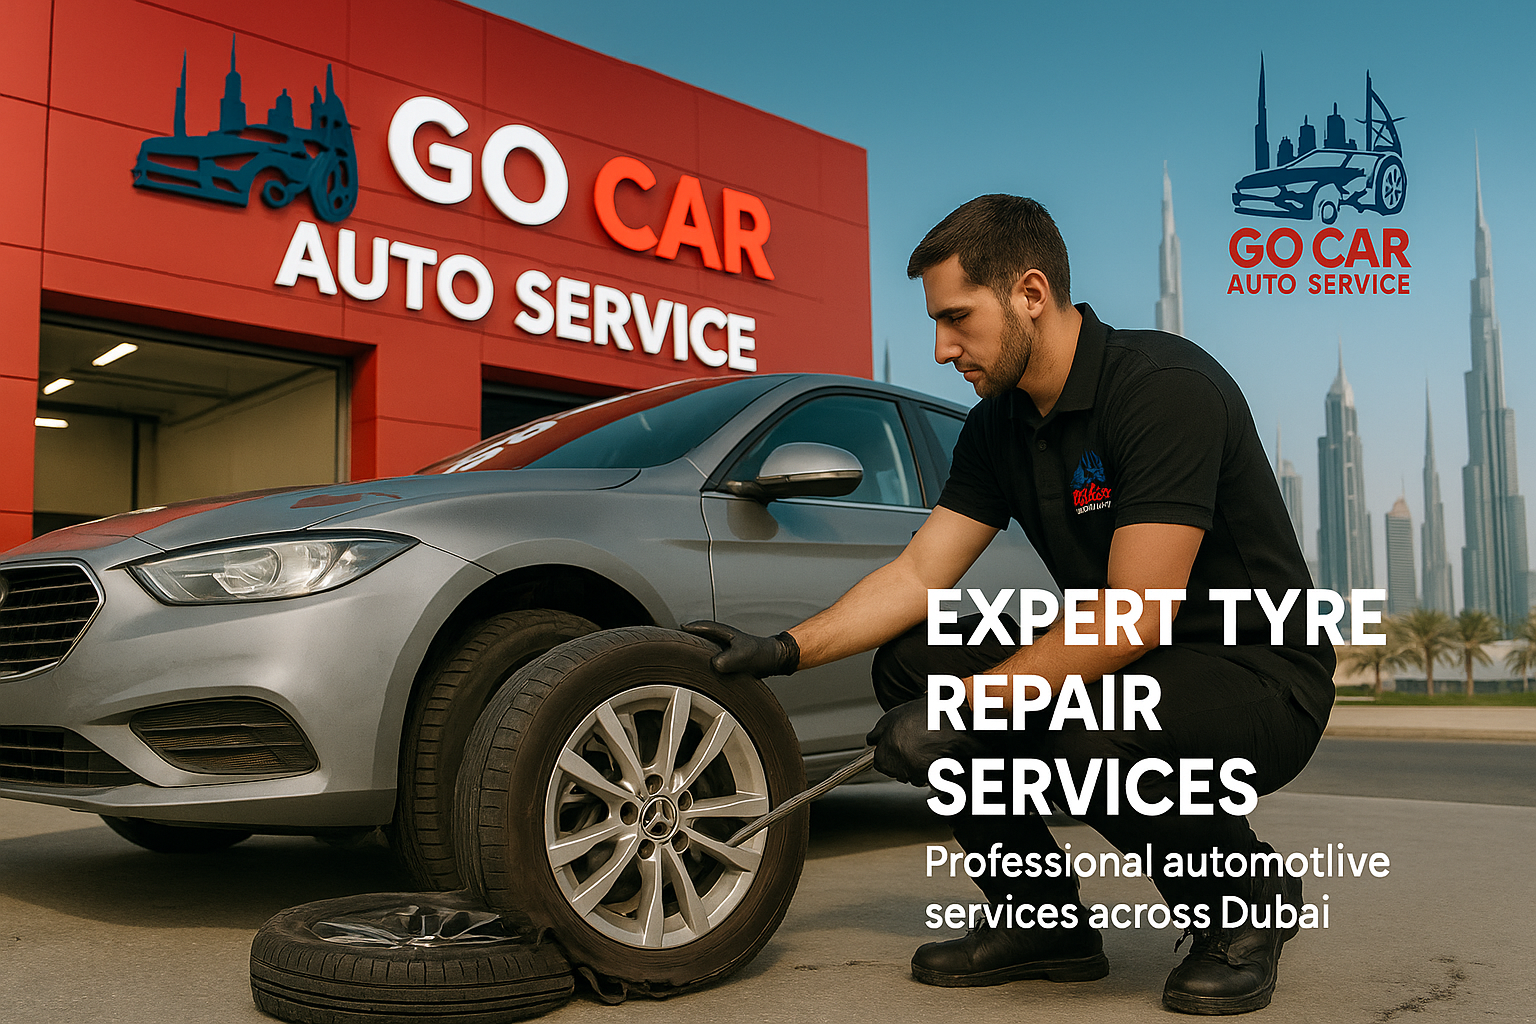 GO CAR
AUTO SERVICE
GO CAR
AUTO SERVICE
EXPERT TYRE
REPAIR
SERVICES
Professional automotlive
services across Dubai